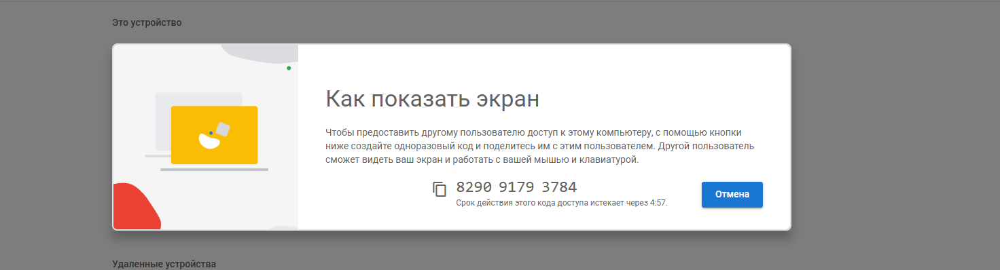 Это устройство
Как показать экран
Чтобы предоставить другому пользователю доступ к этому компьютеру, с помощью кнопки
ниже создайте одноразовый код и поделитесь им с этим пользователем. Другой пользователь
сможет видеть ваш экран и работать с вашей мышью и клавиатурой.
8290 9179 3784
Срок действия этого кода доступа истекает через 4:57.
Отмена
Удаленные устройства